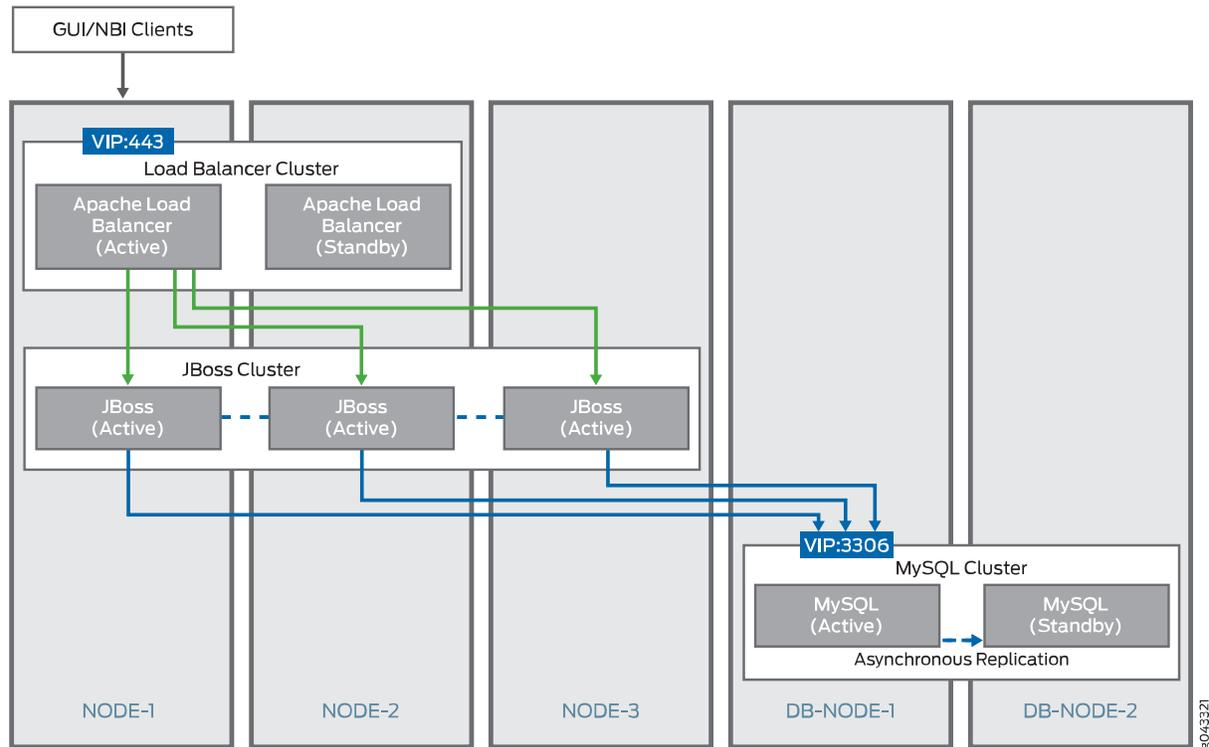 GUI/NBI Clients
VIP:443
Load Balancer Cluster
Apache Load
Balancer
(Active)
Apache Load
Balancer
(Standby)
JBoss Cluster
JBoss
(Active)
JBoss
(Active)
JBoss
(Active)
VIP:3306
MySQL Cluster
MySQL
(Active)
MySQL
(Standby)
Asynchronous Replication
NODE-1
NODE-2
NODE-3
DB-NODE-1
DB-NODE-2